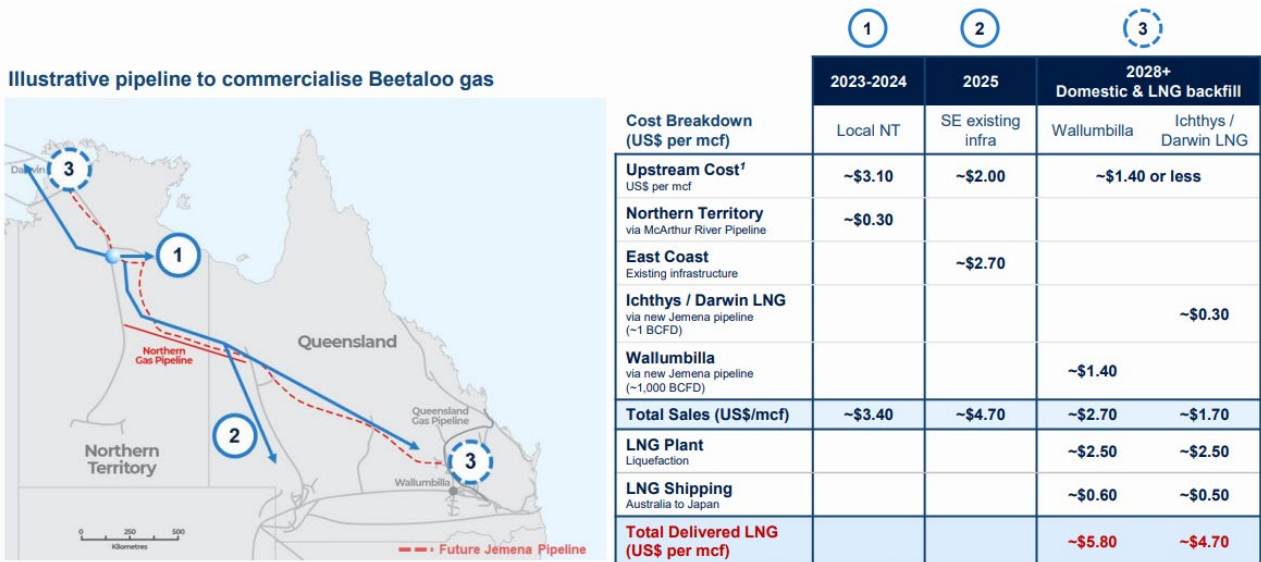 Illustrative pipeline to commercialise Beetaloo gas
Darwin
3
1
Northern
Gas Pipeline
Queensland
2
Queensland
Gas Pipeline
Northern
Territory
3
Wallumbilla
0 250 500
Kilometres
Future Jemena Pipeline
1 2 3
2023-2024 2025 2028+
Domestic & LNG backfill
Cost Breakdown
(US$ per mcf) Local NT SE existing
infra Wallumbilla Ichthys /
Darwin LNG
Upstream Cost¹
US$ per mcf ~$3.10 ~$2.00 ~$1.40 or less
Northern Territory
via McArthur River Pipeline ~$0.30
East Coast
Existing infrastructure ~$2.70
Ichthys / Darwin LNG
via new Jemena pipeline
(~1 BCFD) ~$0.30
Wallumbilla
via new Jemena pipeline
(~1,000 BCFD) ~$1.40
Total Sales (US$/mcf) ~$3.40 ~$4.70 ~$2.70 ~$1.70
LNG Plant
Liquefaction ~$2.50 ~$2.50
LNG Shipping
Australia to Japan ~$0.60 ~$0.50
Total Delivered LNG
(US$ per mcf) ~$5.80 ~$4.70